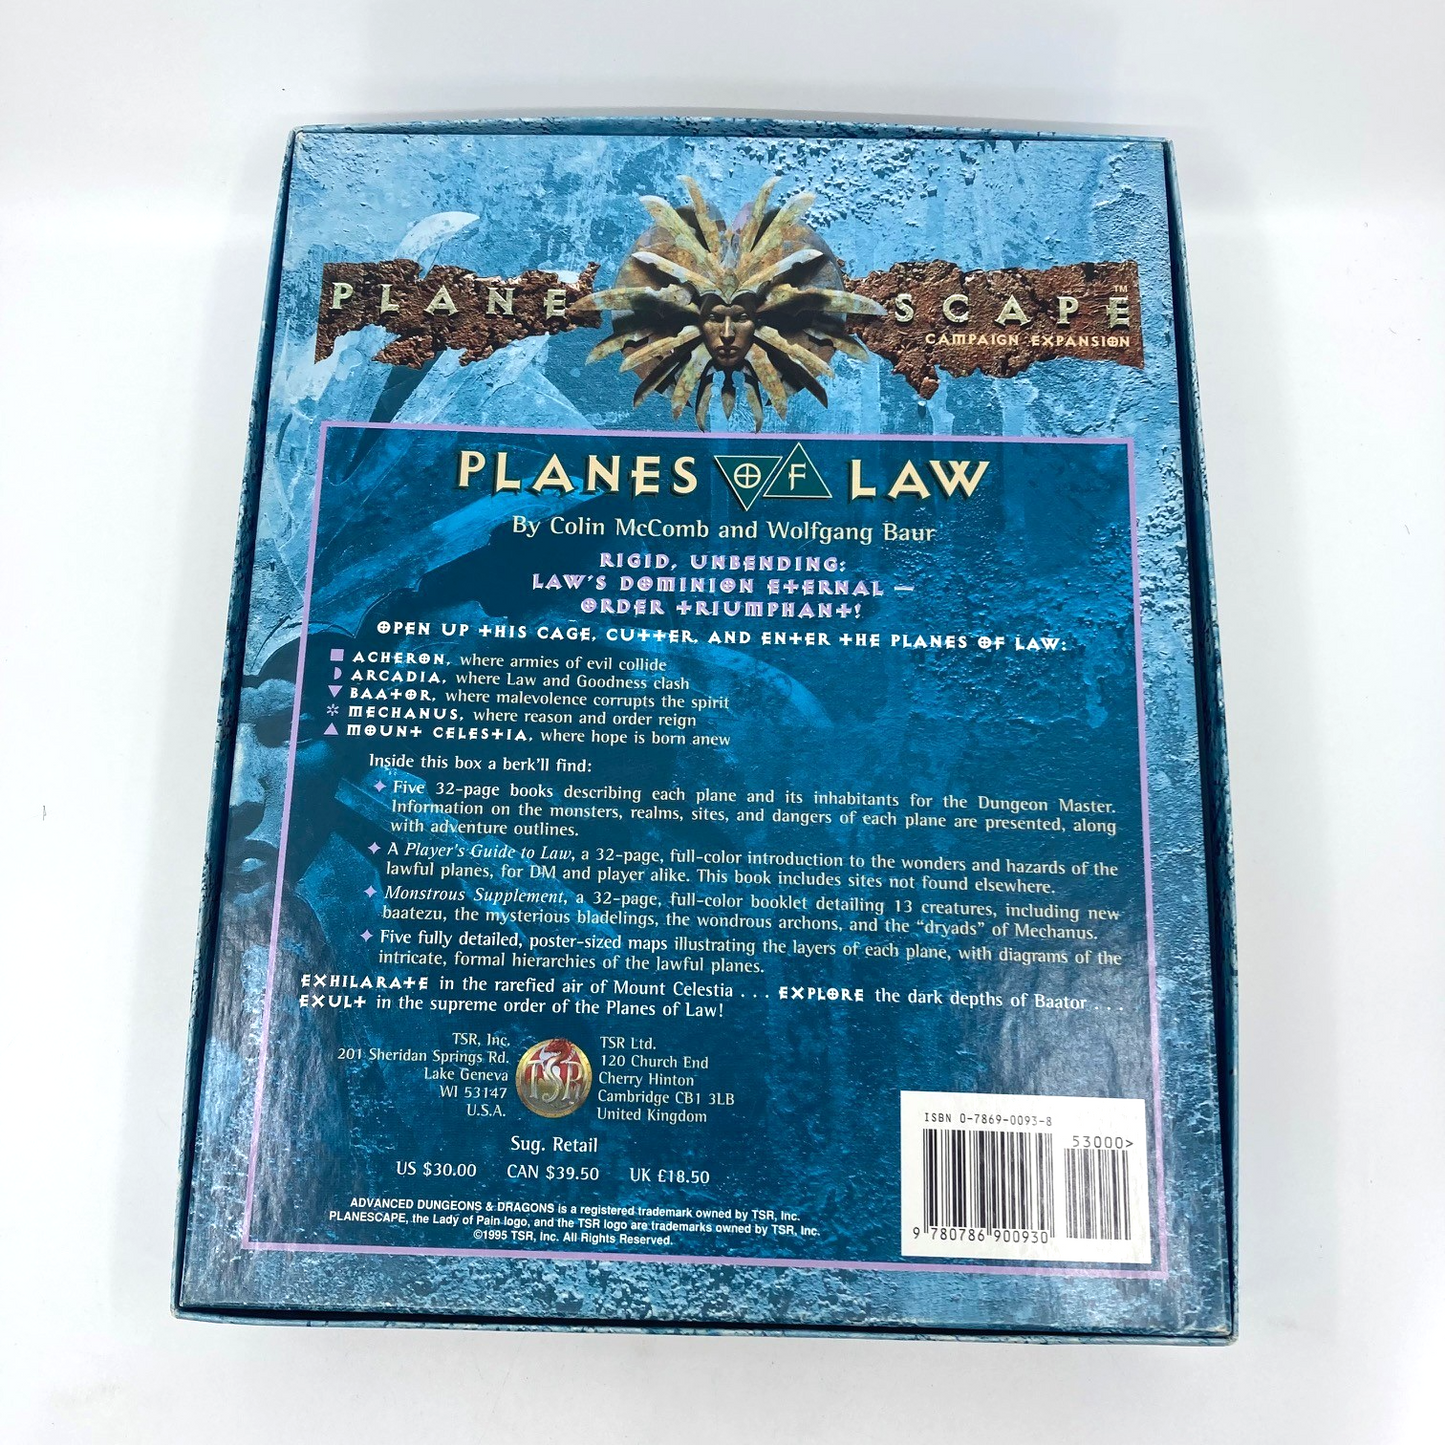 PLANESCAPE™
CAMPAIGN EXPANSION
PLANES OF LAW
By Colin McComb and Wolfgang Baur
RIGID, UNBENDING:
LAW'S DOMINION ETERNAL —
ORDER TRIUMPHANT!
OPEN UP THIS CAGE, CUTTER, AND ENTER THE PLANES OF LAW:
ACHERON, where armies of evil collide
ARCADIA, where Law and Goodness clash
BAATOR, where malevolence corrupts the spirit
MECHANUS, where reason and order reign
MOUNT CELESTIA, where hope is born anew
Inside this box a berk'll find:
Five 32-page books describing each plane and its inhabitants for the Dungeon Master.
Information on the monsters, realms, sites, and dangers of each plane are presented, along
with adventure outlines.
A Player's Guide to Law, a 32-page, full-color introduction to the wonders and hazards of the
lawful planes, for DM and player alike. This book includes sites not found elsewhere.
Monstrous Supplement, a 32-page, full-color booklet detailing 13 creatures, including new
baatezu, the mysterious bladelings, the wondrous archons, and the "dryads" of Mechanus.
Five fully detailed, poster-sized maps illustrating the layers of each plane, with diagrams of the
intricate, formal hierarchies of the lawful planes.
EXHILARATE in the rarefied air of Mount Celestia . . . EXPLORE the dark depths of Baator . . .
EXULT in the supreme order of the Planes of Law!
TSR, Inc.
201 Sheridan Springs Rd.
Lake Geneva
WI 53147
U.S.A.
TSR
TSR Ltd.
120 Church End
Cherry Hinton
Cambridge CB1 3LB
United Kingdom
Sug. Retail
US $30.00 CAN $39.50 UK £18.50
ADVANCED DUNGEONS & DRAGONS is a registered trademark owned by TSR, Inc.
PLANESCAPE, the Lady of Pain logo, and the TSR logo are trademarks owned by TSR, Inc.
©1995 TSR, Inc. All Rights Reserved.
ISBN 0-7869-0093-8
53000>
9 780786 900930